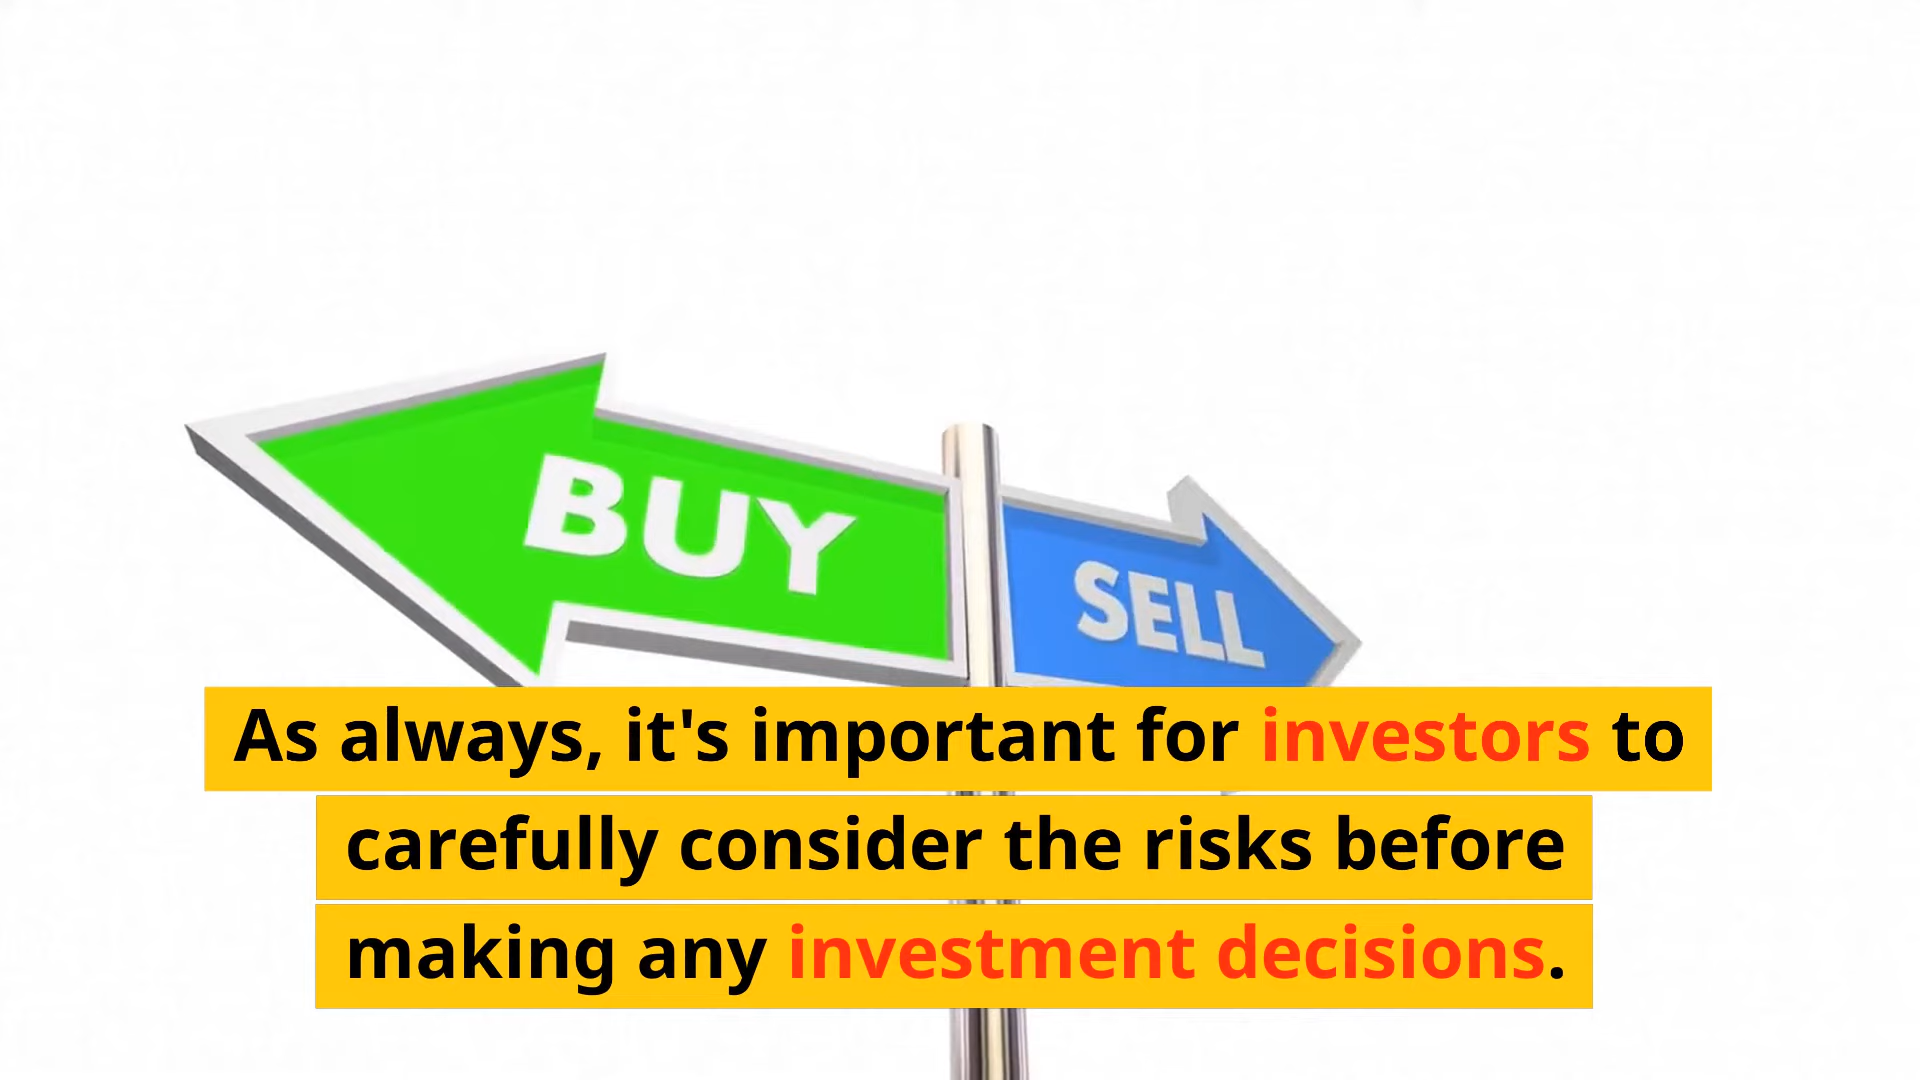 BUY
SELL
As always, it's important for investors to
carefully consider the risks before
making any investment decisions.